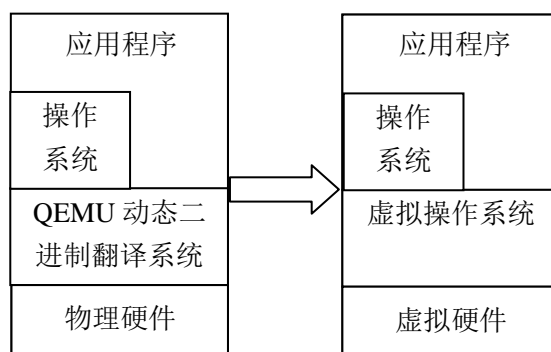 应用程序
操作
系统
QEMU 动态二
进制翻译系统
物理硬件
应用程序
操作
系统
虚拟操作系统
虚拟硬件